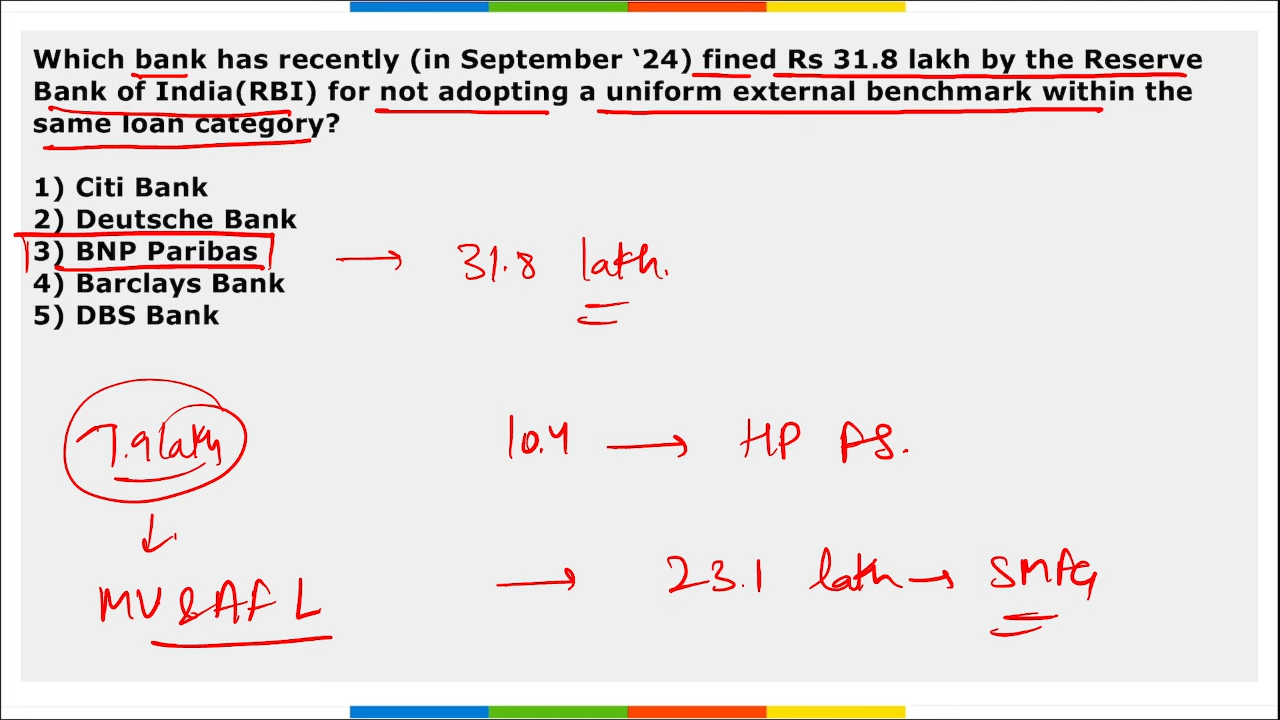 Which bank has recently (in September ‘24) fined Rs 31.8 lakh by the Reserve
Bank of India(RBI) for not adopting a uniform external benchmark within the
same loan category?
1) Citi Bank
2) Deutsche Bank
3) BNP Paribas → 31.8 lakh.
4) Barclays Bank
5) DBS Bank
7.9 lakh 10.4 → HP
↓
MV&AFL → 23.1 lakh →